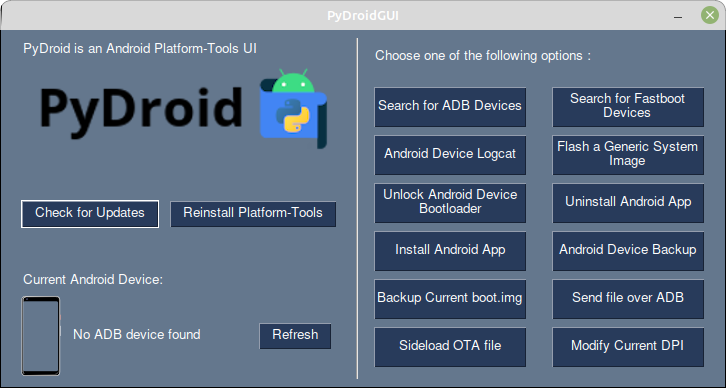 PyDroidGUI
PyDroid is an Android Platform-Tools UI
PyDroid
Check for Updates
Reinstall Platform-Tools
Current Android Device:
No ADB device found
Refresh
Choose one of the following options :
Search for ADB Devices
Search for Fastboot
Devices
Android Device Logcat
Flash a Generic System
Image
Unlock Android Device
Bootloader
Uninstall Android App
Install Android App
Android Device Backup
Backup Current boot.img
Send file over ADB
Sideload OTA file
Modify Current DPI